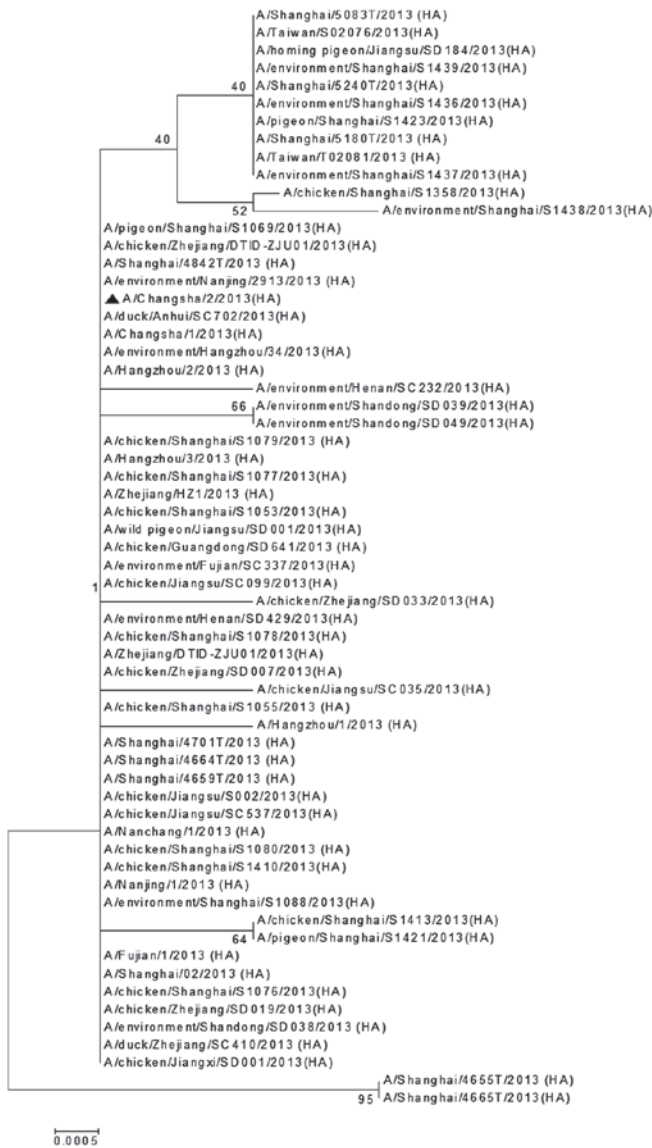 A/Shanghai/5083T/2013 (HA)
A/Taiwan/S02076/2013(HA)
A/homing pigeon/Jiangsu/SD184/2013(HA)
A/environment/Shanghai/S1439/2013(HA)
40 A/Shanghai/5240T/2013(HA)
A/environment/Shanghai/S1436/2013(HA)
A/pigeon/Shanghai/S1423/2013(HA)
40 A/Shanghai/5180T/2013 (HA)
A/Taiwan/T02081/2013 (HA)
A/environment/Shanghai/S1437/2013(HA)
A/chicken/Shanghai/S1358/2013(HA)
52 A/environment/Shanghai/S1438/2013(HA)
A/pigeon/Shanghai/S1069/2013(HA)
A/chicken/Zhejiang/DTID-ZJU01/2013(HA)
A/Shanghai/4842T/2013 (HA)
A/environment/Nanjing/2913/2013 (HA)
▲ A/Changsha/2/2013(HA)
A/duck/Anhui/SC702/2013(HA)
A/Changsha/1/2013(HA)
A/environment/Hangzhou/34/2013(HA)
A/Hangzhou/2/2013(HA)
A/environment/Henan/SC232/2013(HA)
66 A/environment/Shandong/SD039/2013(HA)
A/environment/Shandong/SD049/2013(HA)
A/chicken/Shanghai/S1079/2013 (HA)
A/Hangzhou/3/2013 (HA)
A/chicken/Shanghai/S1077/2013(HA)
A/Zhejiang/HZ1/2013 (HA)
A/chicken/Shanghai/S1053/2013(HA)
A/wild pigeon/Jiangsu/SD001/2013(HA)
A/chicken/Guangdong/SD641/2013 (HA)
A/environment/Fujian/SC337/2013(HA)
1 A/chicken/Jiangsu/SC099/2013(HA)
A/chicken/Zhejiang/SD033/2013(HA)
A/environment/Henan/SD429/2013(HA)
A/chicken/Shanghai/S1078/2013(HA)
A/Zhejiang/DTID-ZJU01/2013(HA)
A/chicken/Zhejiang/SD007/2013(HA)
A/chicken/Jiangsu/SC035/2013(HA)
A/chicken/Shanghai/S1055/2013 (HA)
A/Hangzhou/1/2013 (HA)
A/Shanghai/4701T/2013 (HA)
A/Shanghai/4664T/2013 (HA)
A/Shanghai/4659T/2013 (HA)
A/chicken/Jiangsu/S002/2013(HA)
A/chicken/Jiangsu/SC537/2013(HA)
A/Nanchang/1/2013 (HA)
A/chicken/Shanghai/S1080/2013(HA)
A/chicken/Shanghai/S1410/2013(HA)
A/Nanjing/1/2013 (HA)
A/environment/Shanghai/S1088/2013(HA)
A/chicken/Shanghai/S1413/2013(HA)
64 A/pigeon/Shanghai/S1421/2013(HA)
A/Fujian/1/2013 (HA)
A/Shanghai/02/2013(HA)
A/chicken/Shanghai/S1076/2013(HA)
A/chicken/Zhejiang/SD019/2013(HA)
A/environment/Shandong/SD038/2013 (HA)
A/duck/Zhejiang/SC410/2013(HA)
A/chicken/Jiangxi/SD001/2013(HA)
A/Shanghai/4655T/2013 (HA)
95 A/Shanghai/4665T/2013 (HA)
0.0005